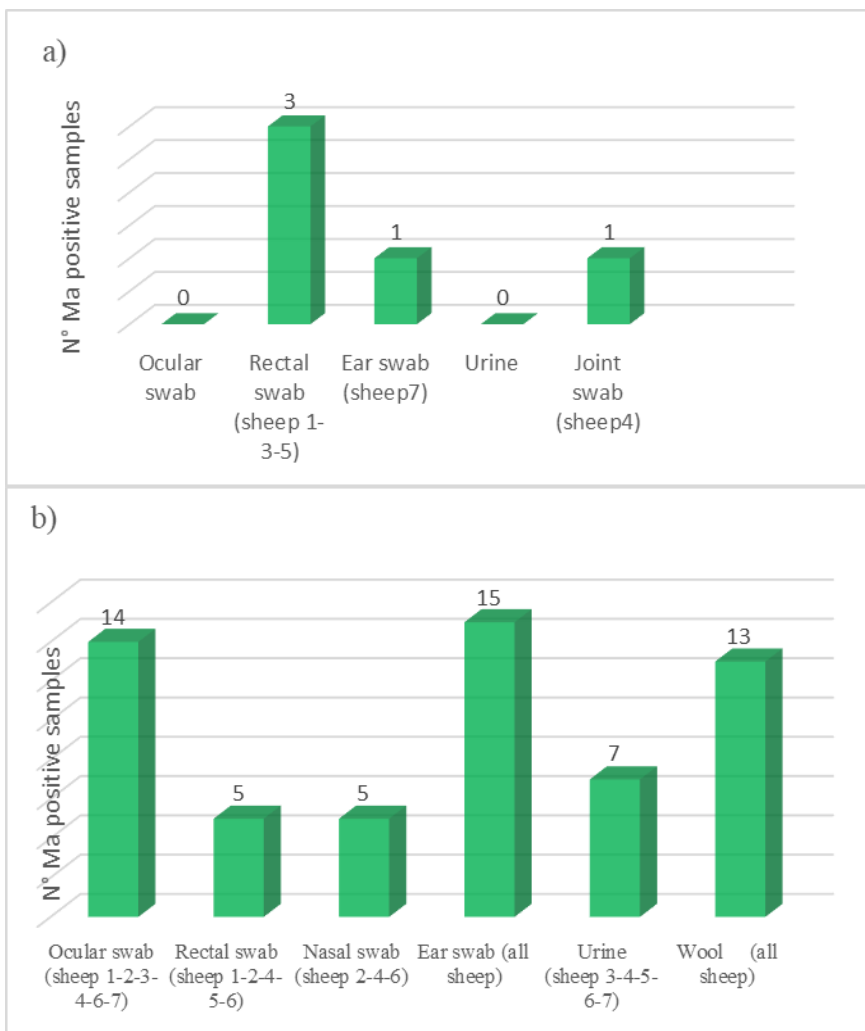 a)
N° Ma positive samples
3
1
1
0
0
Ocular
swab
Rectal
swab
(sheep 1-
3-5)
Ear swab
(sheep7)
Urine
Joint
swab
(sheep4)
b)
N° Ma positive samples
14
5
5
15
7
13
Ocular swab
(sheep 1-2-3-
4-6-7)
Rectal swab
(sheep 1-2-4-
5-6)
Nasal swab
(sheep 2-4-6)
Ear swab (all
sheep)
Urine
(sheep 3-4-5-
6-7)
Wool (all
sheep)